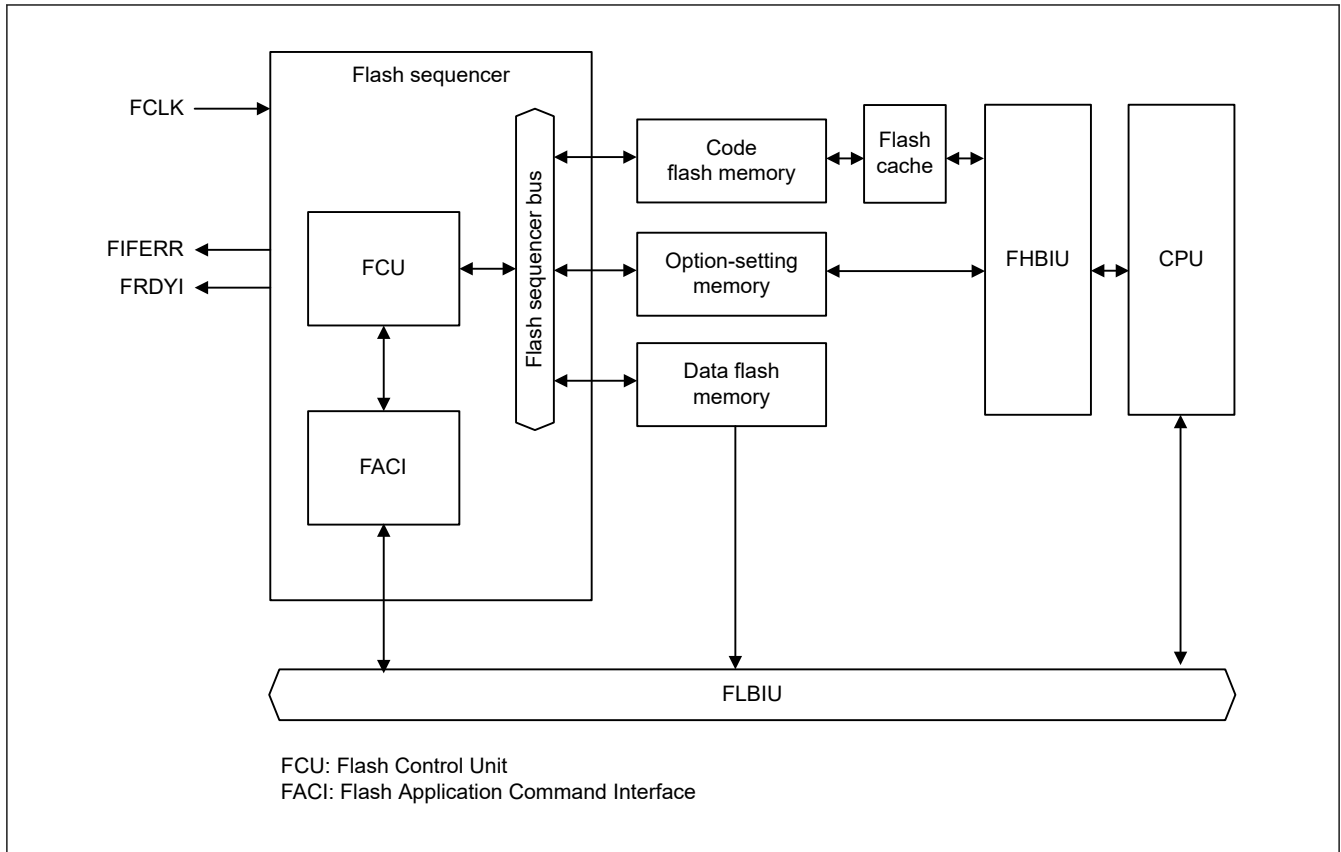 Flash sequencer
FCLK
FIFERR
FRDYI
FCU
FACI
Flash sequencer bus
Code
flash memory
Flash
cache
Option-setting
memory
Data flash
memory
FHBIU
CPU
FLBIU
FCU: Flash Control Unit
FACI: Flash Application Command Interface